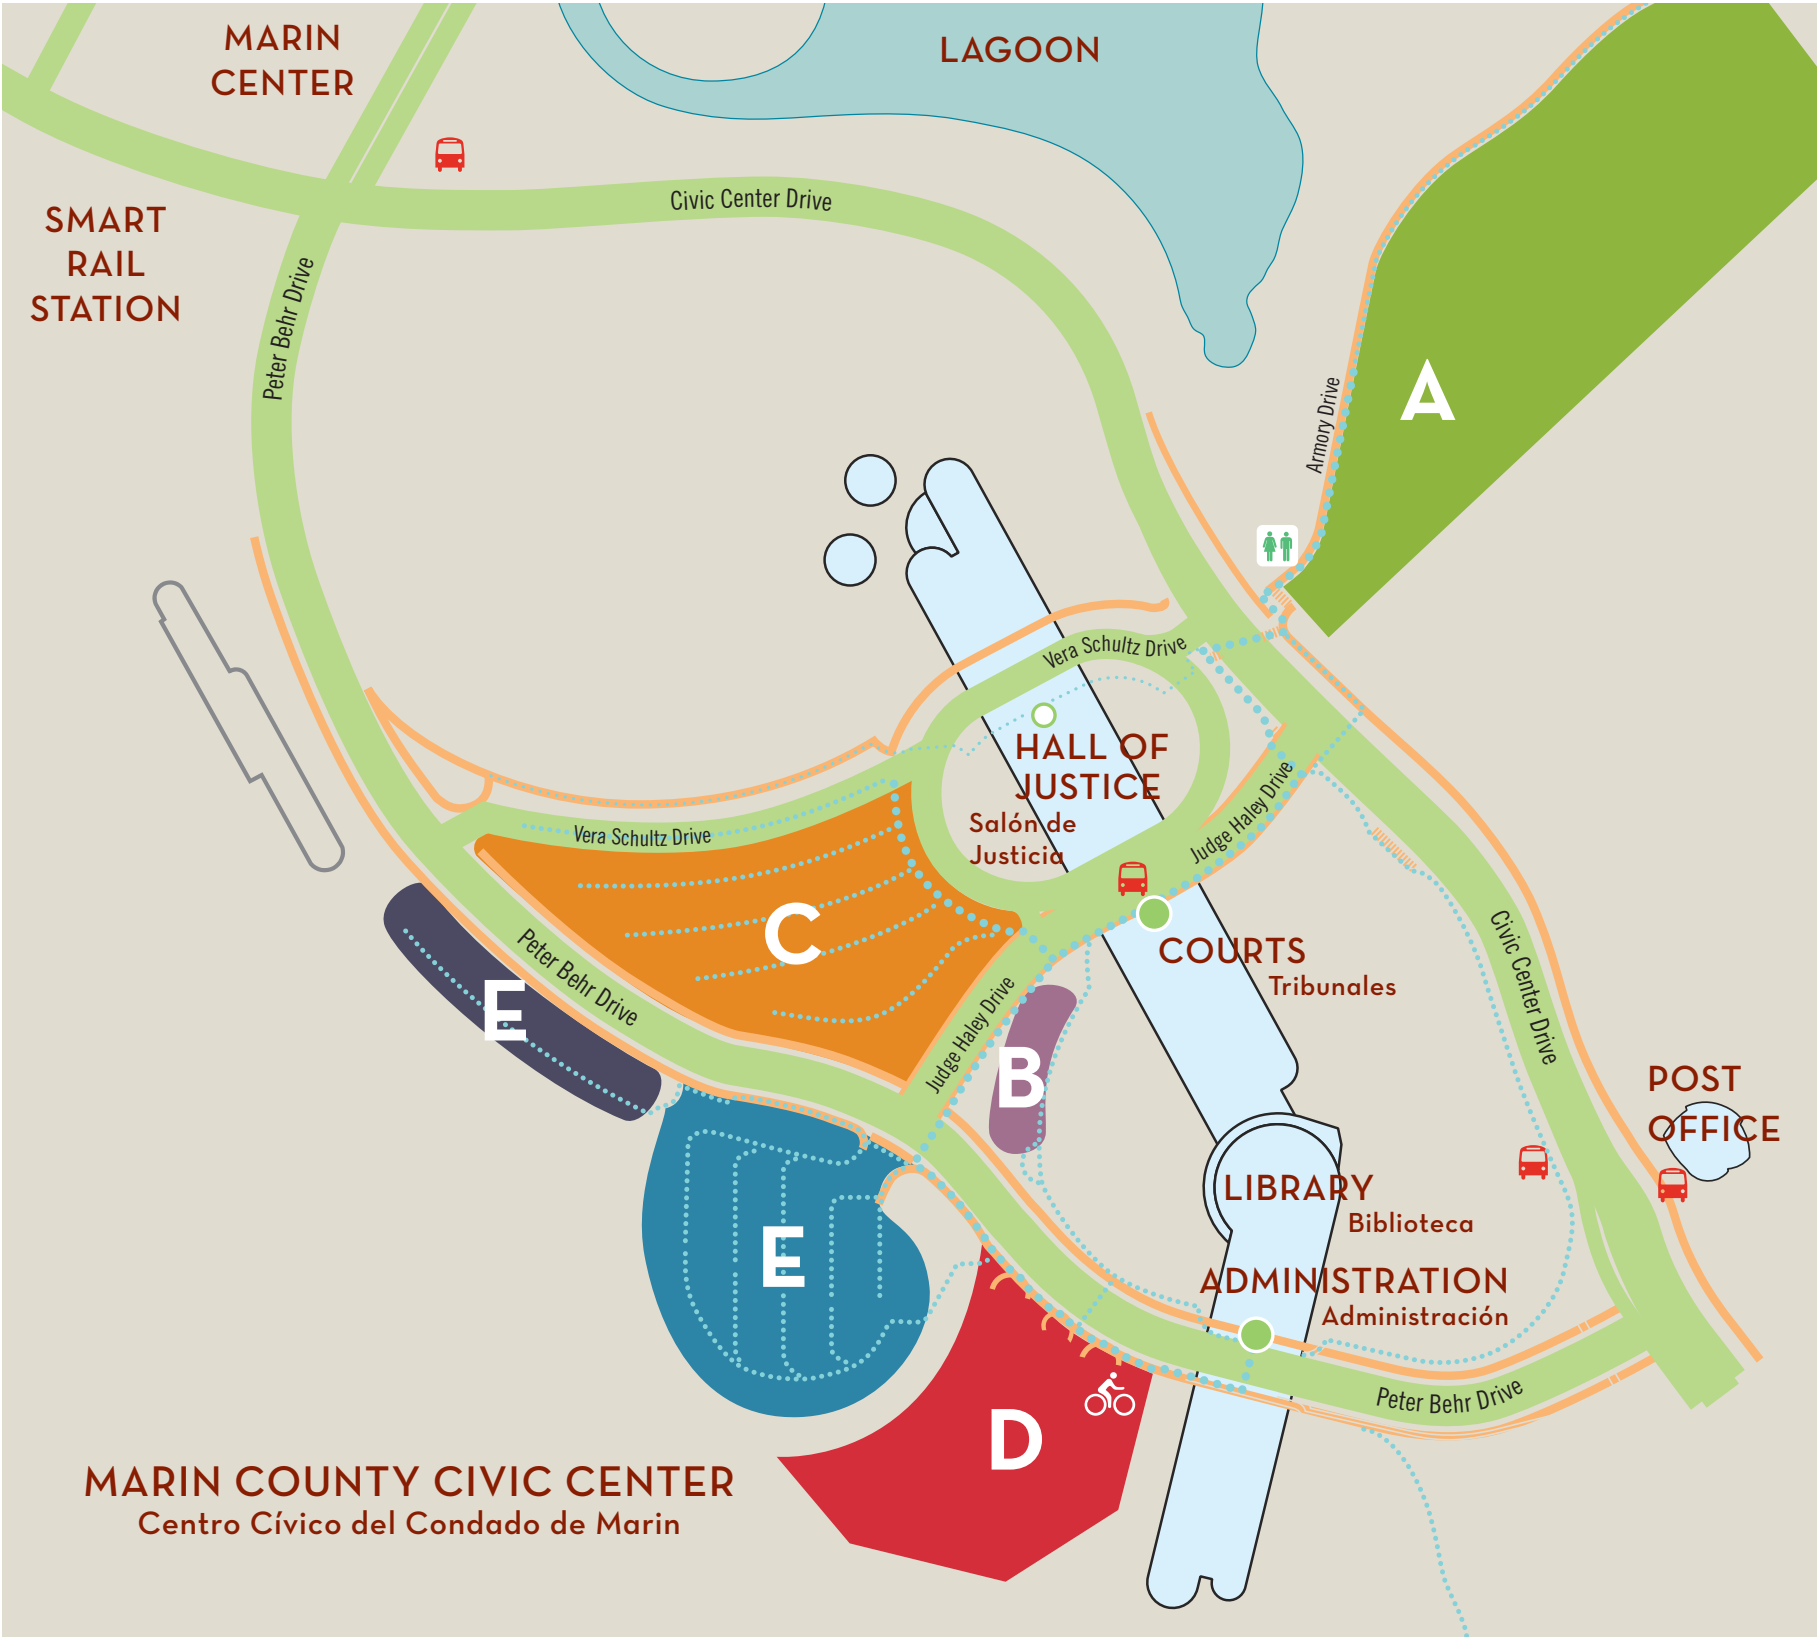 MARIN
CENTER
LAGOON
Civic Center Drive
SMART
RAIL
STATION
Peter Behr Drive
A
Armory Drive
Vera Schultz Drive
HALL OF
JUSTICE
Salón de
Justicia
Judge Haley Drive
Vera Schultz Drive
C
Peter Behr Drive
E
Judge Haley Drive
B
COURTS
Tribunales
Civic Center Drive
POST
OFFICE
LIBRARY
Biblioteca
E
ADMINISTRATION
Administración
Peter Behr Drive
D
MARIN COUNTY CIVIC CENTER
Centro Cívico del Condado de Marin